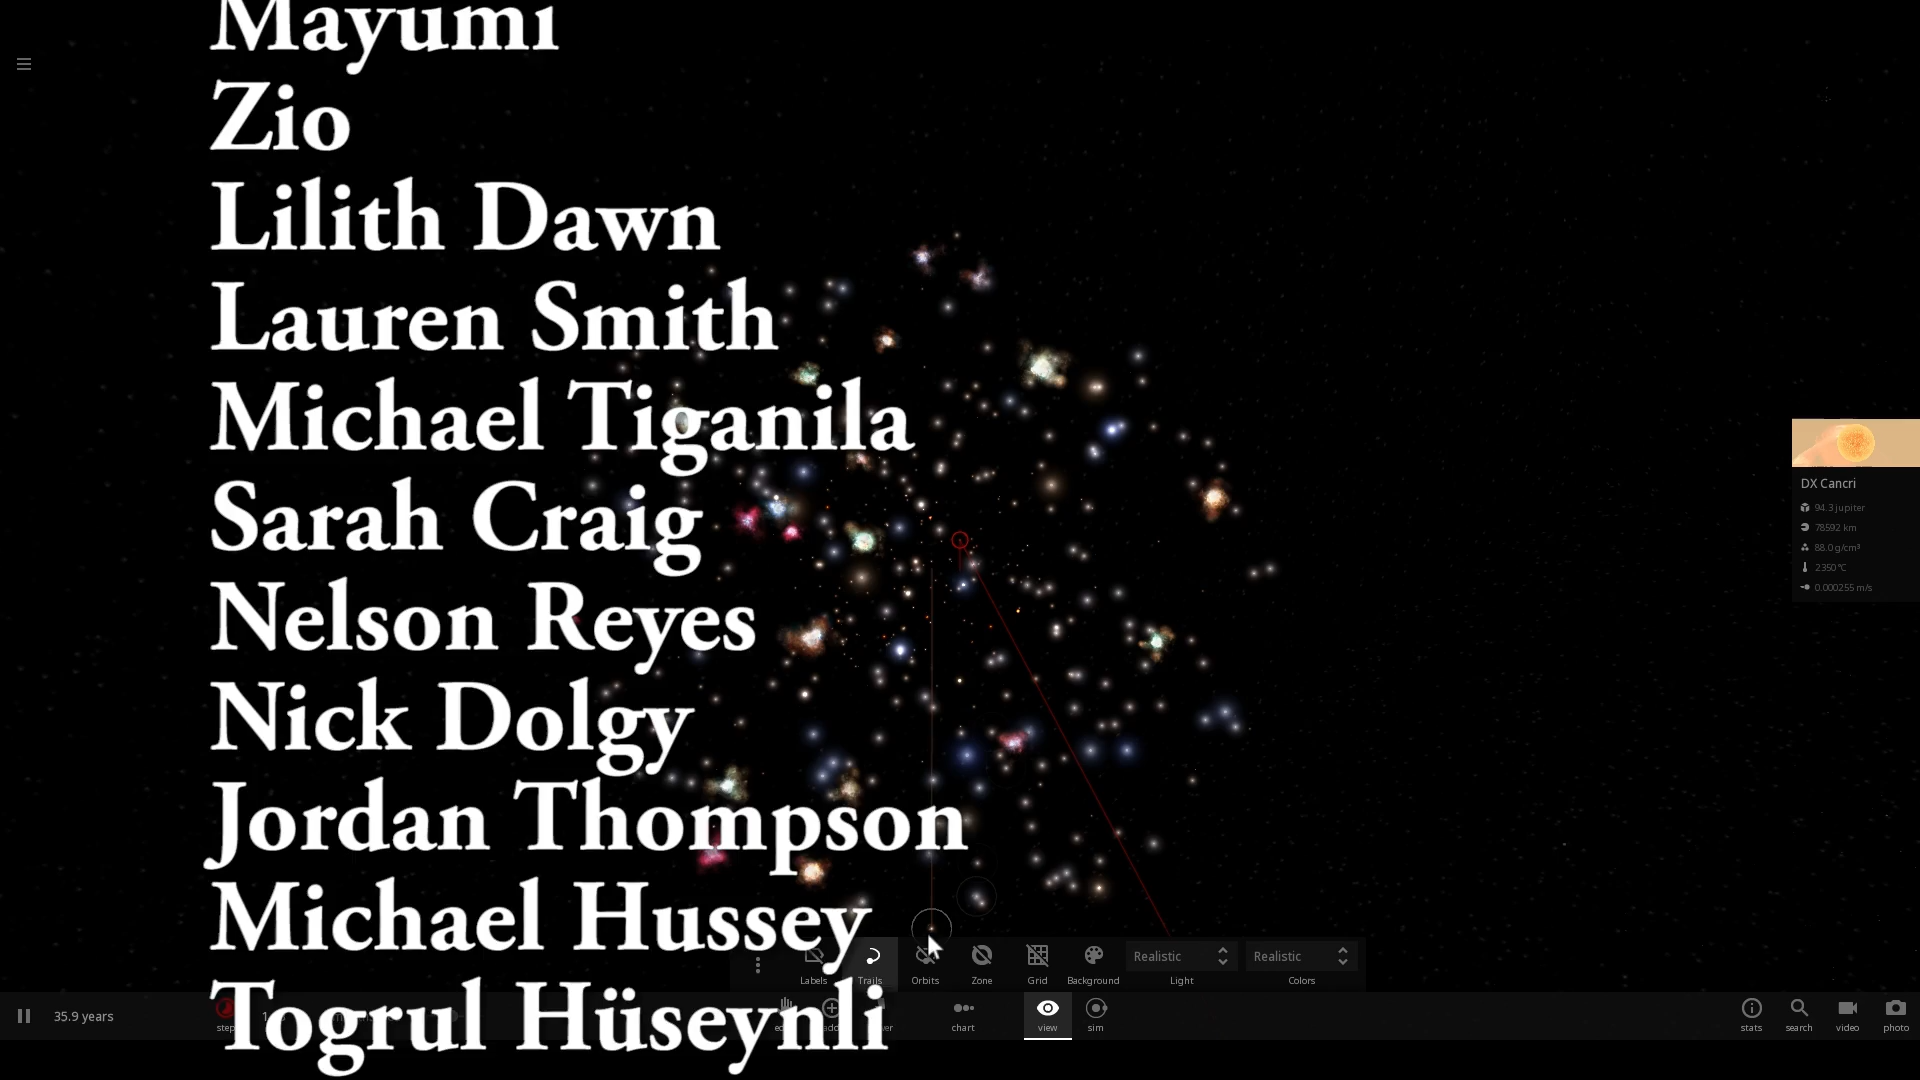 Mayumi
Zio
Lilith Dawn
Lauren Smith
Michael Tiganila
Sarah Craig
Nelson Reyes
Nick Dolgy
Jordan Thompson
Michael Hussey
Togrul Hüseynli
DX Cancri
94.3 jupiter
78592 km
88.0 g/cm³
2350 °C
0.000255 m/s
Realistic
Realistic
Labels
Trails
Orbits
Zone
Grid
Background
Light
Colors
35.9 years
step
chart
view
sim
stats
search
video
photo